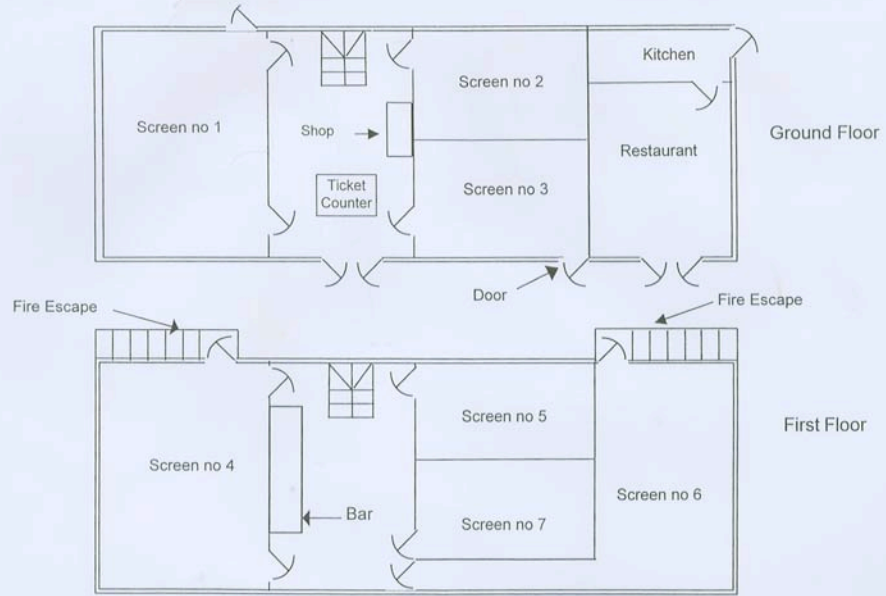 Kitchen
Screen no 2
Screen no 1
Shop
Ground Floor
Restaurant
Ticket
Counter
Screen no 3
Door
Fire Escape
Fire Escape
Screen no 5
First Floor
Screen no 4
Screen no 6
Bar
Screen no 7